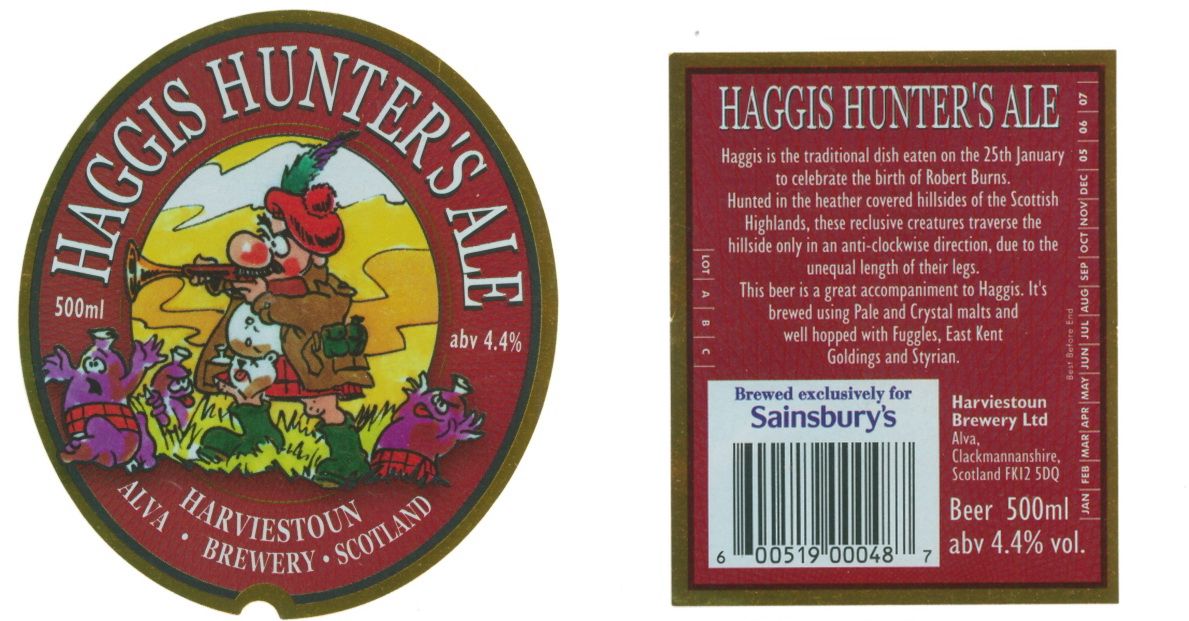 HAGGIS HUNTER'S ALE
500ml
abv 4.4%
HARVIESTOUN
ALVA • BREWERY • SCOTLAND
HAGGIS HUNTER'S ALE
Haggis is the traditional dish eaten on the 25th January
to celebrate the birth of Robert Burns.
Hunted in the heather covered hillsides of the Scottish
Highlands, these reclusive creatures traverse the
hillside only in an anti-clockwise direction, due to the
unequal length of their legs.
This beer is a great accompaniment to Haggis. It's
brewed using Pale and Crystal malts and
well hopped with Fuggles, East Kent
Goldings and Styrian.
LOT A B C
Best Before End
JAN FEB MAR APR MAY JUN JUL AUG SEP OCT NOV DEC 05 06 07
Brewed exclusively for
Sainsbury's
6 00519 00048 7
Harviestoun
Brewery Ltd
Alva,
Clackmannanshire,
Scotland FK12 5DQ
Beer 500ml
abv 4.4% vol.